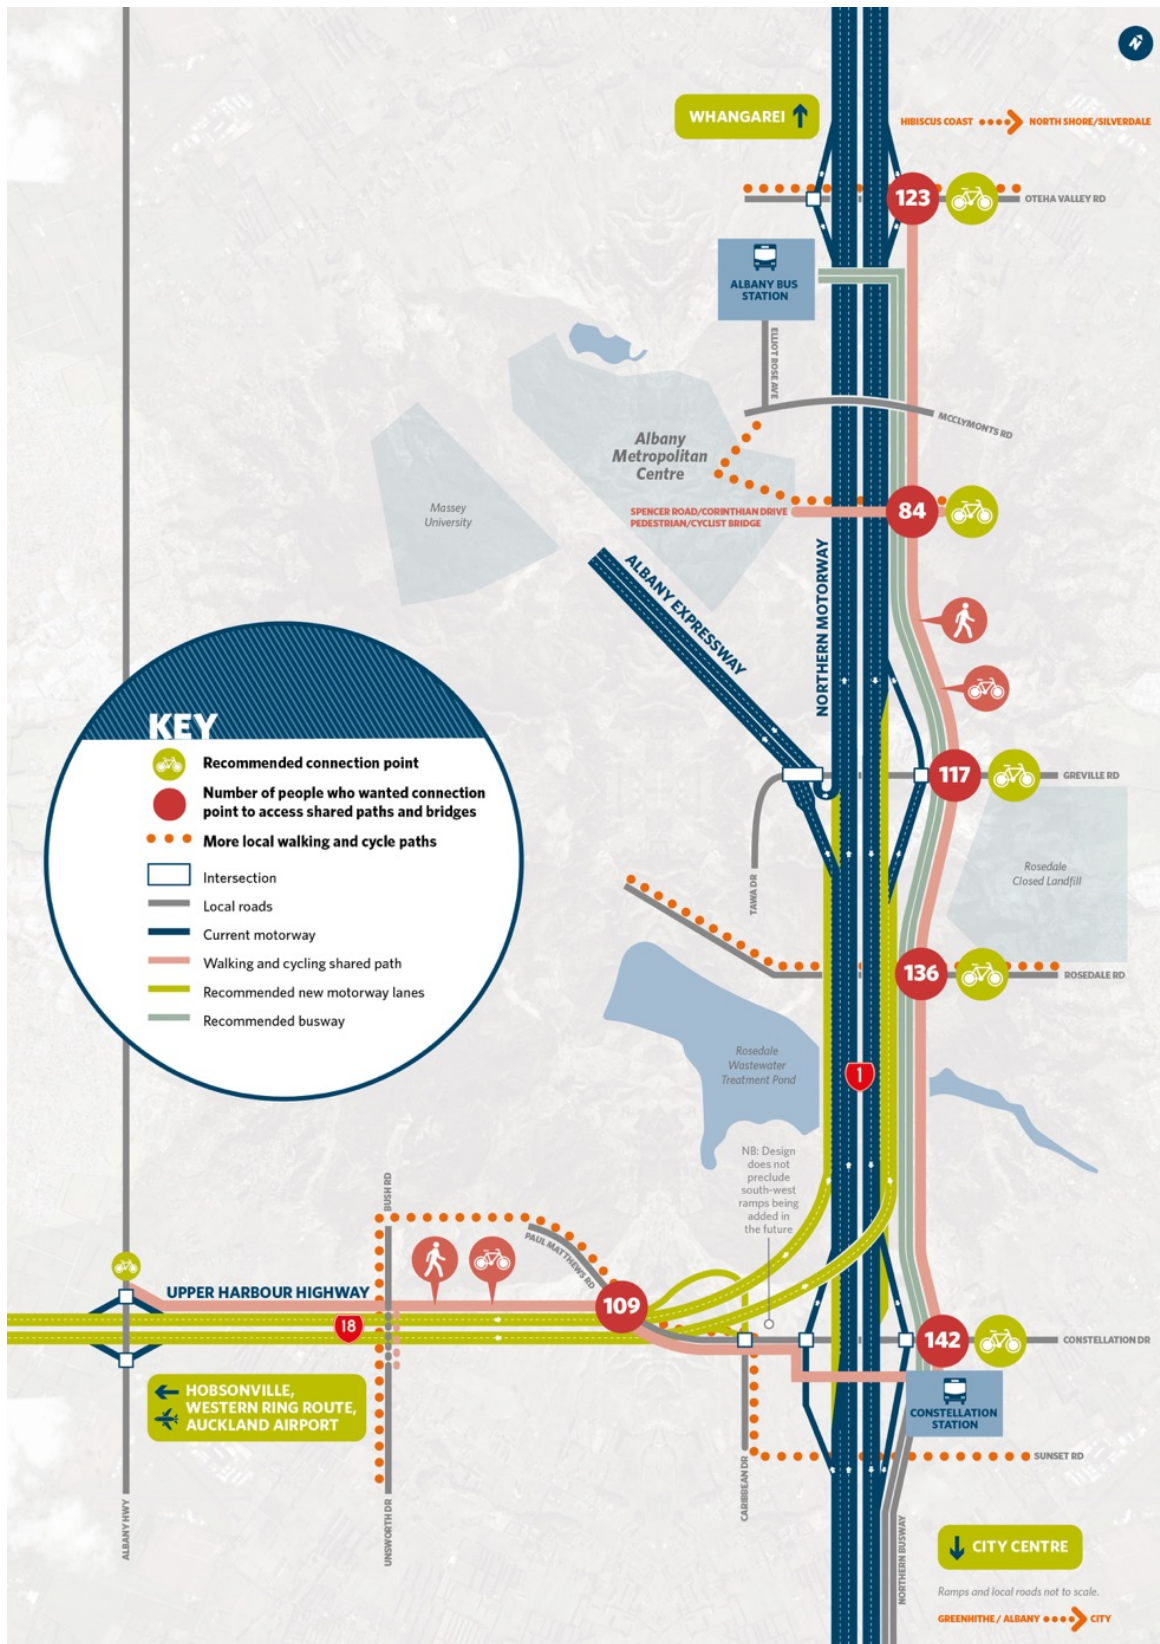 N
WHANGAREI
HIBISCUS COAST
NORTH SHORE/SILVERDALE
123
OTEHA VALLEY RD
ALBANY BUS
STATION
ELLIOT ROSE AVE
MCCLYMONTS RD
Albany
Metropolitan
Centre
Massey
University
SPENCER ROAD/CORINTHIAN DRIVE
PEDESTRIAN/CYCLIST BRIDGE
84
ALBANY EXPRESSWAY
NORTHERN MOTORWAY
KEY
Recommended connection point
Number of people who wanted connection
point to access shared paths and bridges
More local walking and cycle paths
Intersection
Local roads
Current motorway
Walking and cycling shared path
Recommended new motorway lanes
Recommended busway
117
GREVILLE RD
TAWA DR
Rosedale
Closed Landfill
136
ROSEDALE RD
Rosedale
Wastewater
Treatment Pond
1
NB: Design
does not
preclude
south-west
ramps being
added in
the future
BUSH RD
PAUL MATTHEWS RD
UPPER HARBOUR HIGHWAY
109
18
142
CONSTELLATION DR
HOBSONVILLE,
WESTERN RING ROUTE,
AUCKLAND AIRPORT
CONSTELLATION
STATION
SUNSET RD
ALBANY HWY
UNSWORTH DR
CARIBBEAN DR
NORTHERN BUSWAY
CITY CENTRE
Ramps and local roads not to scale.
GREENHITHE / ALBANY
CITY